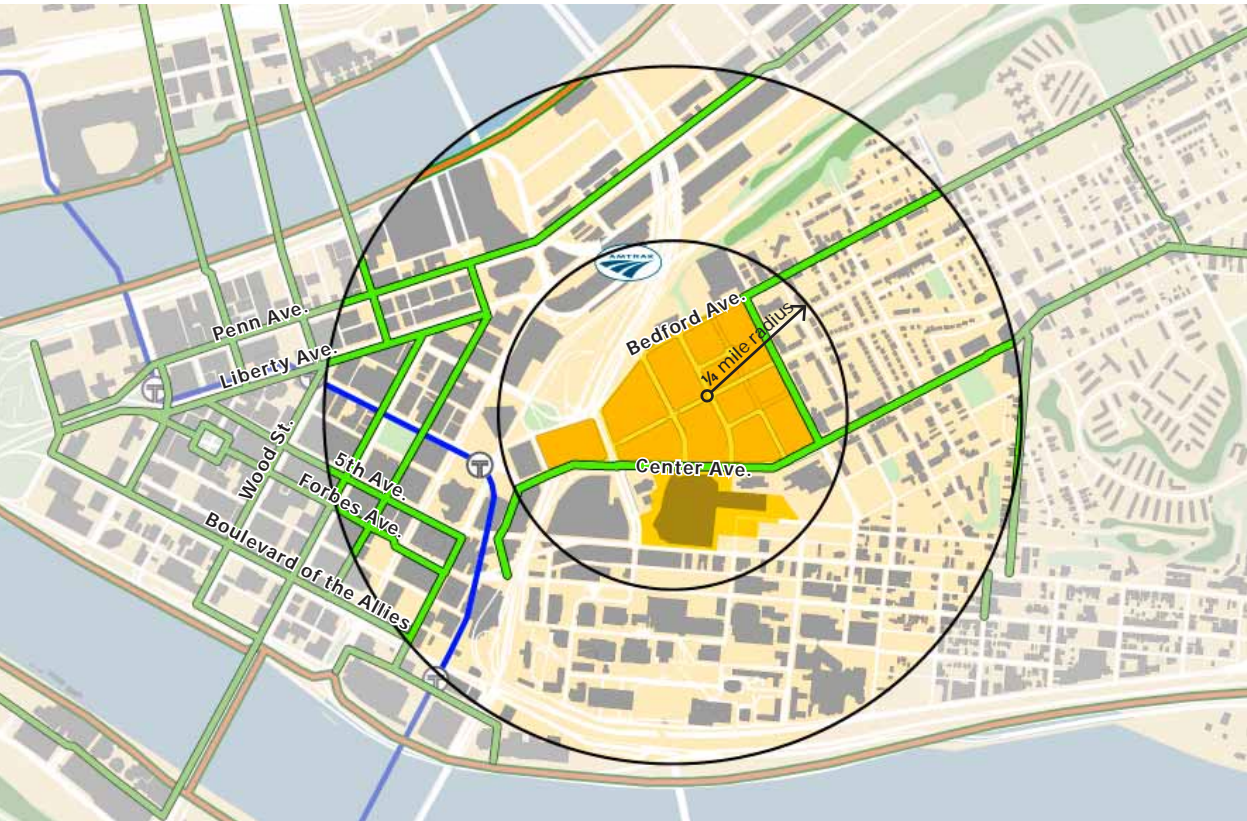 AMTRAK
Penn Ave.
Bedford Ave.
¼ mile radius
Liberty Ave.
T
T
Wood St.
5th Ave.
Center Ave.
Forbes Ave.
Boulevard of the Allies
T